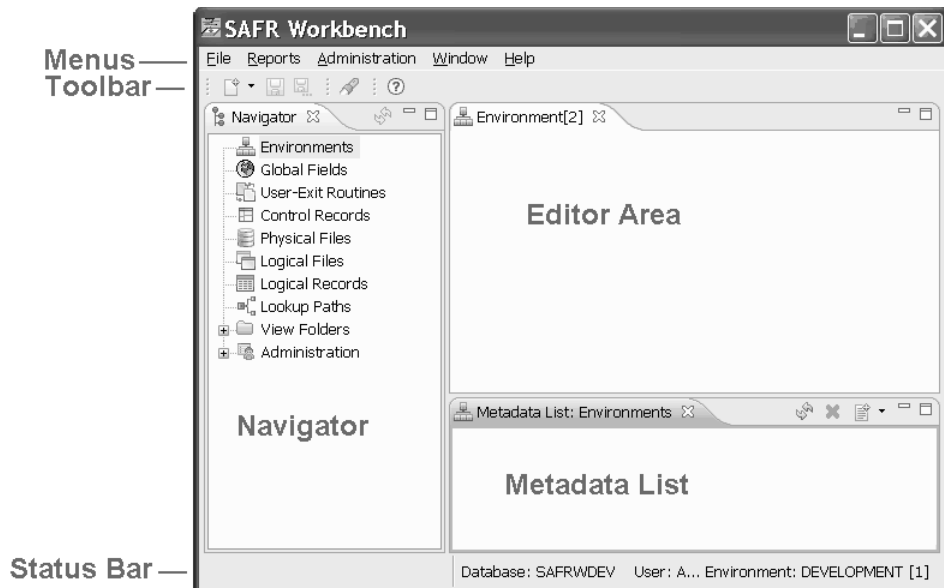 SAFR Workbench
Menus
File Reports Administration Window Help
Toolbar
Navigator
Environment[2]
Environments
Global Fields
User-Exit Routines
Control Records
Physical Files
Logical Files
Logical Records
Lookup Paths
View Folders
Administration
Editor Area
Navigator
Metadata List: Environments
Metadata List
Status Bar
Database: SAFRWDEV User: A... Environment: DEVELOPMENT [1]